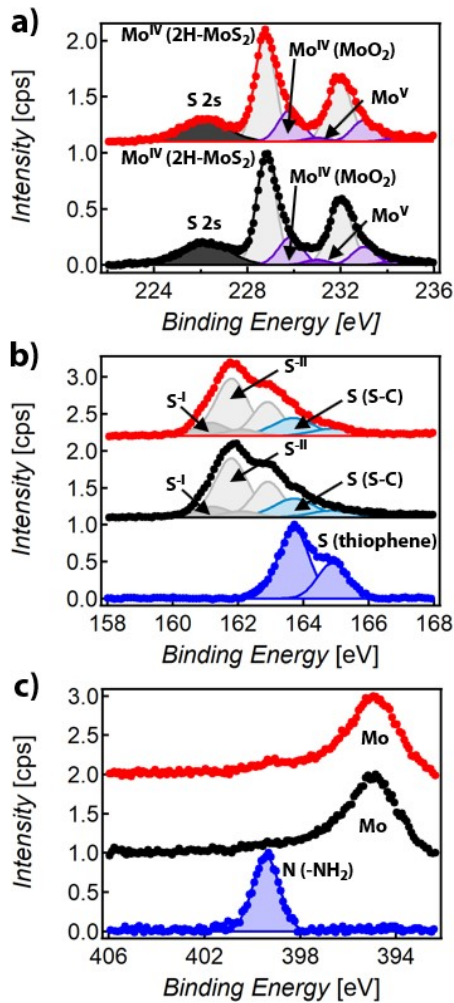 a)
2.0
1.5
1.0
0.5
0.0
Intensity [cps]
Mo^IV (2H-MoS₂)
Mo^IV (MoO₂)
Mo^V
S 2s
Mo^IV (2H-MoS₂)
Mo^IV (MoO₂)
Mo^V
S 2s
224 228 232 236
Binding Energy [eV]
b)
3.0
2.5
2.0
1.5
1.0
0.5
0.0
Intensity [cps]
S^-II
S^-I
S (S-C)
S^-II
S^-I
S (S-C)
S (thiophene)
158 160 162 164 166 168
Binding Energy [eV]
c)
3.0
2.5
2.0
1.5
1.0
0.5
0.0
Intensity [cps]
Mo
Mo
N (-NH₂)
406 402 398 394
Binding Energy [eV]